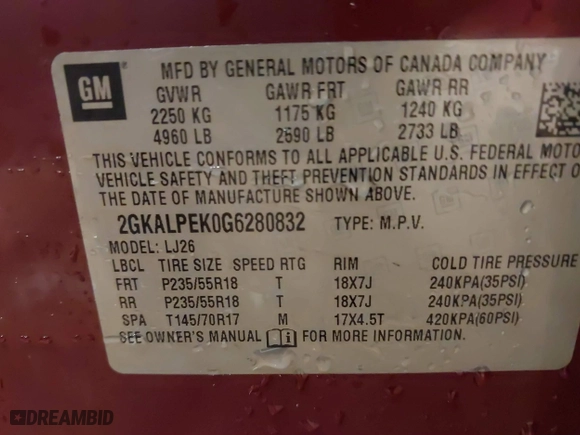 GM
MFD BY GENERAL MOTORS OF CANADA COMPANY
GVWR GAWR FRT GAWR RR
2250 KG 1175 KG 1240 KG
4960 LB 2590 LB 2733 LB
THIS VEHICLE CONFORMS TO ALL APPLICABLE U.S. FEDERAL MOTO
VEHICLE SAFETY AND THEFT PREVENTION STANDARDS IN EFFECT O
THE DATE OF MANUFACTURE SHOWN ABOVE.
2GKALPEK0G6280832 TYPE: M.P.V.
MODEL: LJ26
LBCL TIRE SIZE SPEED RTG RIM COLD TIRE PRESSURE
FRT P235/55R18 T 18X7J 240KPA(35PSI)
RR P235/55R18 T 18X7J 240KPA(35PSI)
SPA T145/70R17 M 17X4.5T 420KPA(60PSI)
SEE OWNER'S MANUAL FOR MORE INFORMATION.
DREAMBID